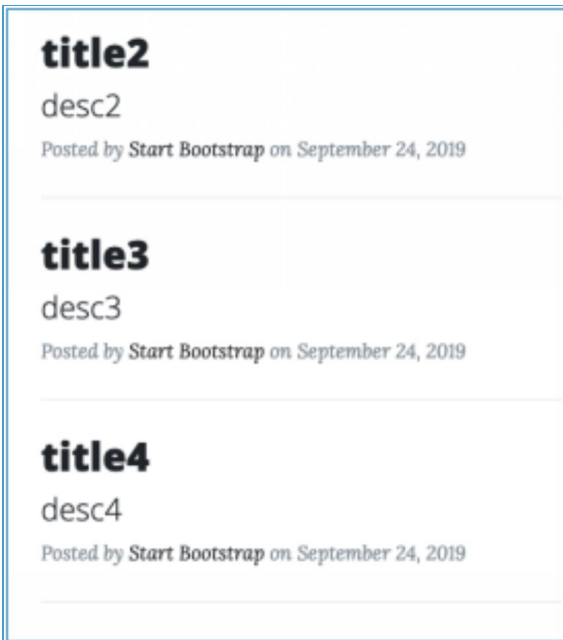 title2
desc2
Posted by Start Bootstrap on September 24, 2019
title3
desc3
Posted by Start Bootstrap on September 24, 2019
title4
desc4
Posted by Start Bootstrap on September 24, 2019